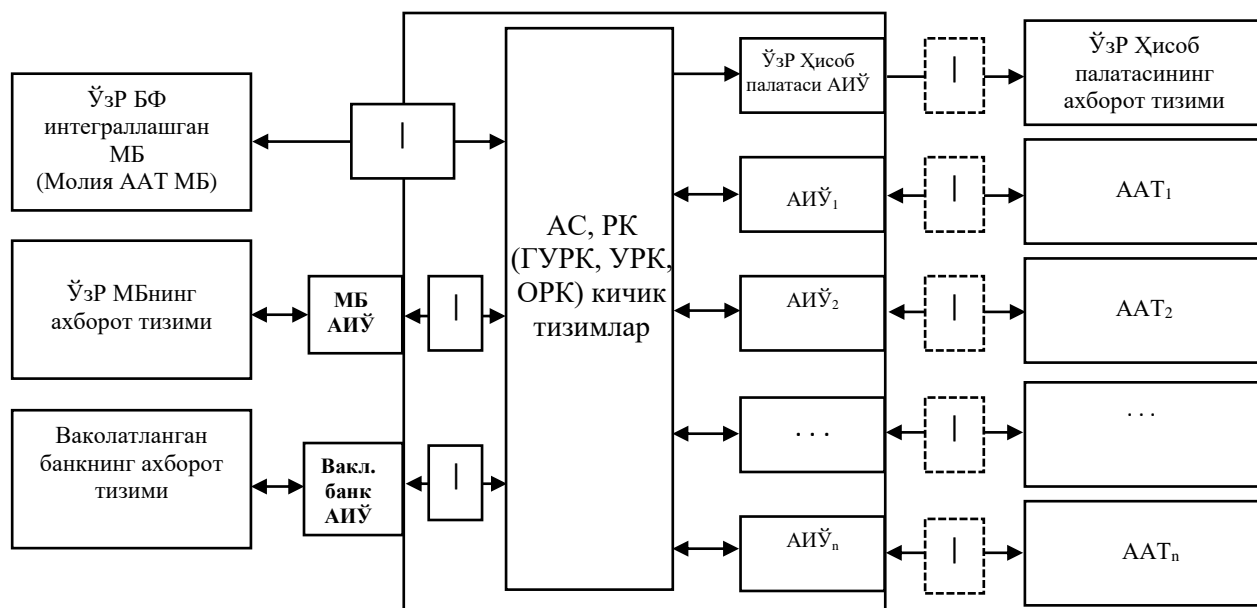 ЎзР БФ
интеграллашган
МБ
(Молия ААТ МБ)
|
ЎзР МБнинг
ахборот тизими
МБ
АИЎ
|
Ваколатланган
банкнинг ахборот
тизими
Вакл.
банк
АИЎ
|
АС, РК
(ГУРК, УРК,
ОРК) кичик
тизимлар
ЎзР Ҳисоб
палатаси АИЎ
|
ЎзР Ҳисоб
палатасининг
ахборот тизими
АИЎ1
|
ААТ1
АИЎ2
|
ААТ2
. . .
|
. . .
АИЎn
|
ААТn